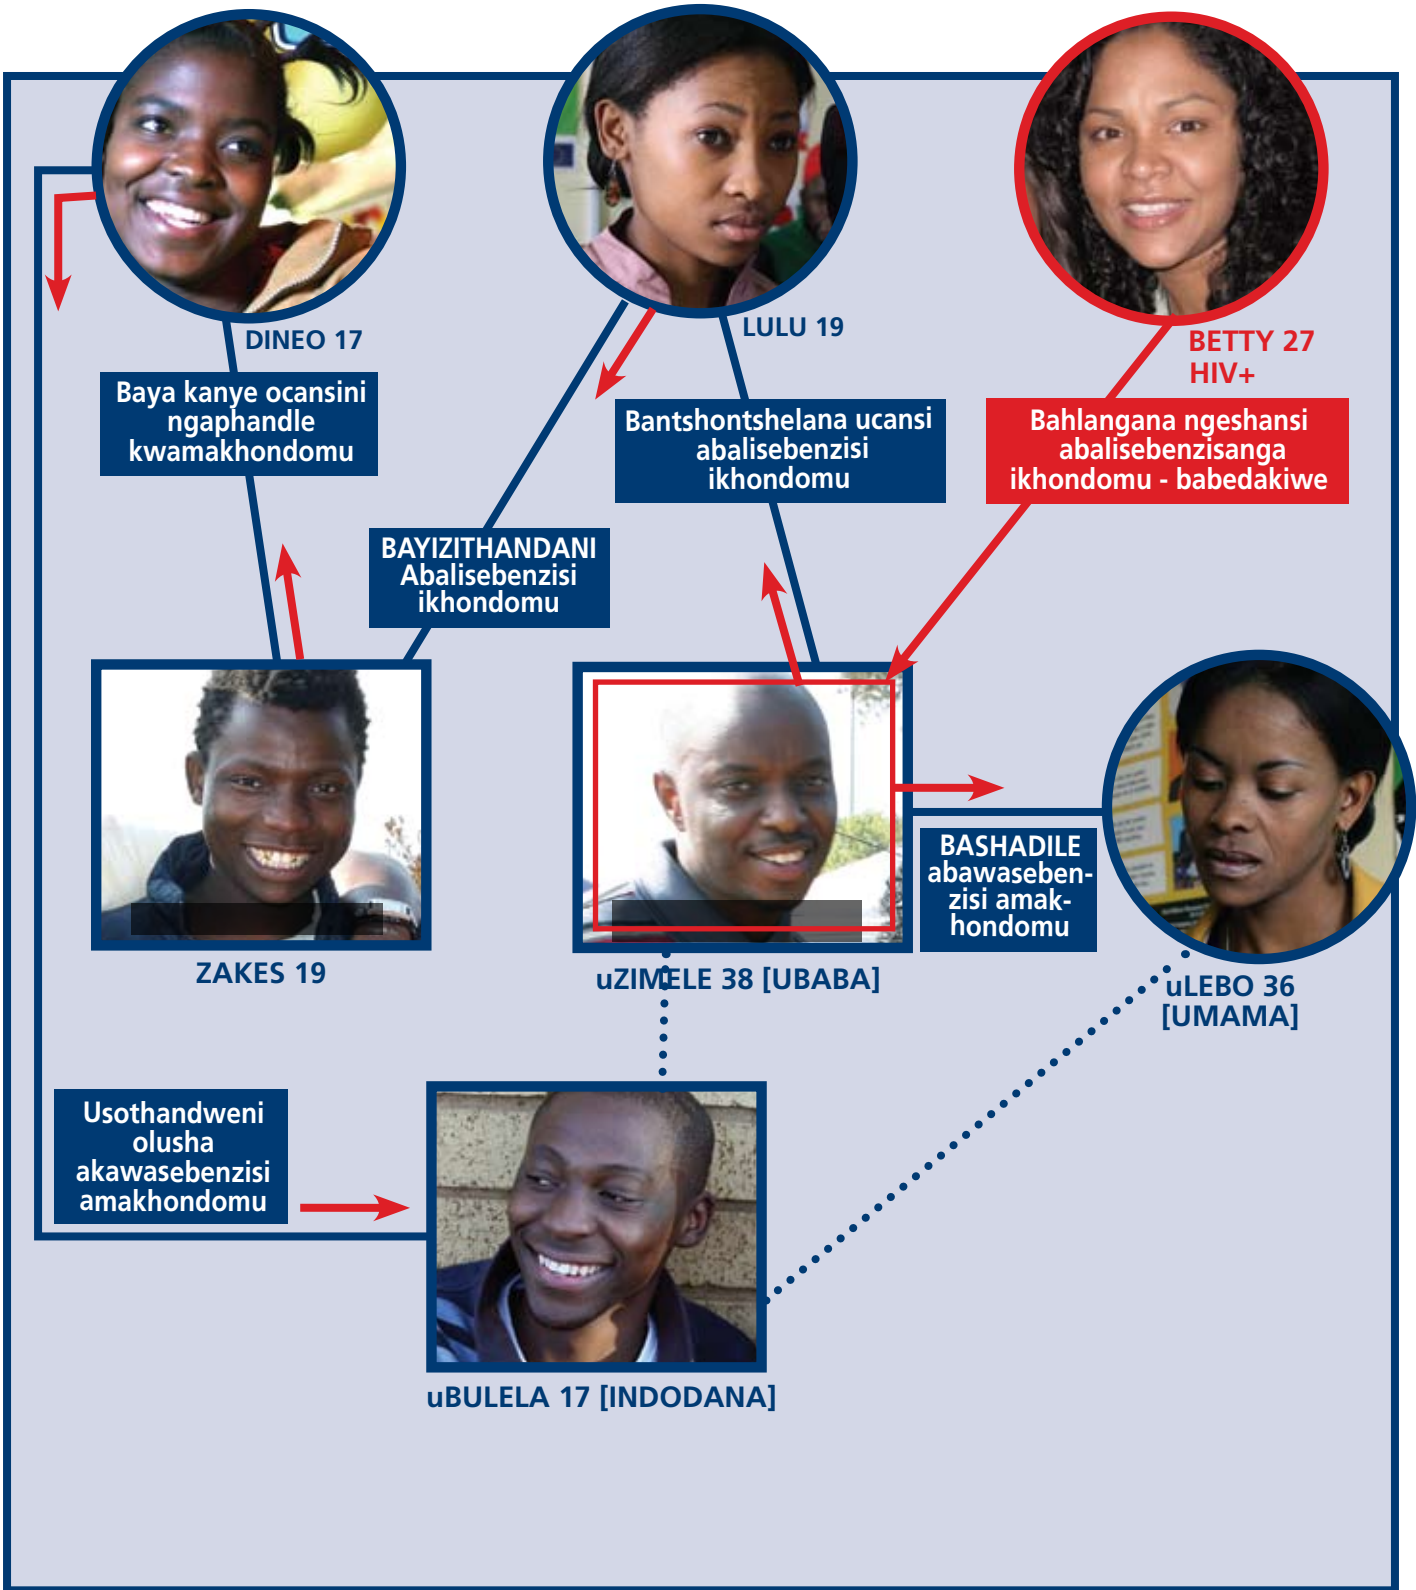 DINEO 17
LULU 19
BETTY 27
HIV+
Baya kanye ocansini
ngaphandle
kwamakhondomu
Bantshontshelana ucansi
abalisebenzisi
ikhondomu
Bahlangana ngeshansi
abalisebenzisanga
ikhondomu - babedakiwe
BAYIZITHANDANI
Abalisebenzisi
ikhondomu
BASHADILE
abawaseben-
zisi amak-
hondomu
ZAKES 19
uZIMELE 38 [UBABA]
uLEBO 36
[UMAMA]
Usothandweni
olusha
akawasebenzisi
amakhondomu
uBULELA 17 [INDODANA]